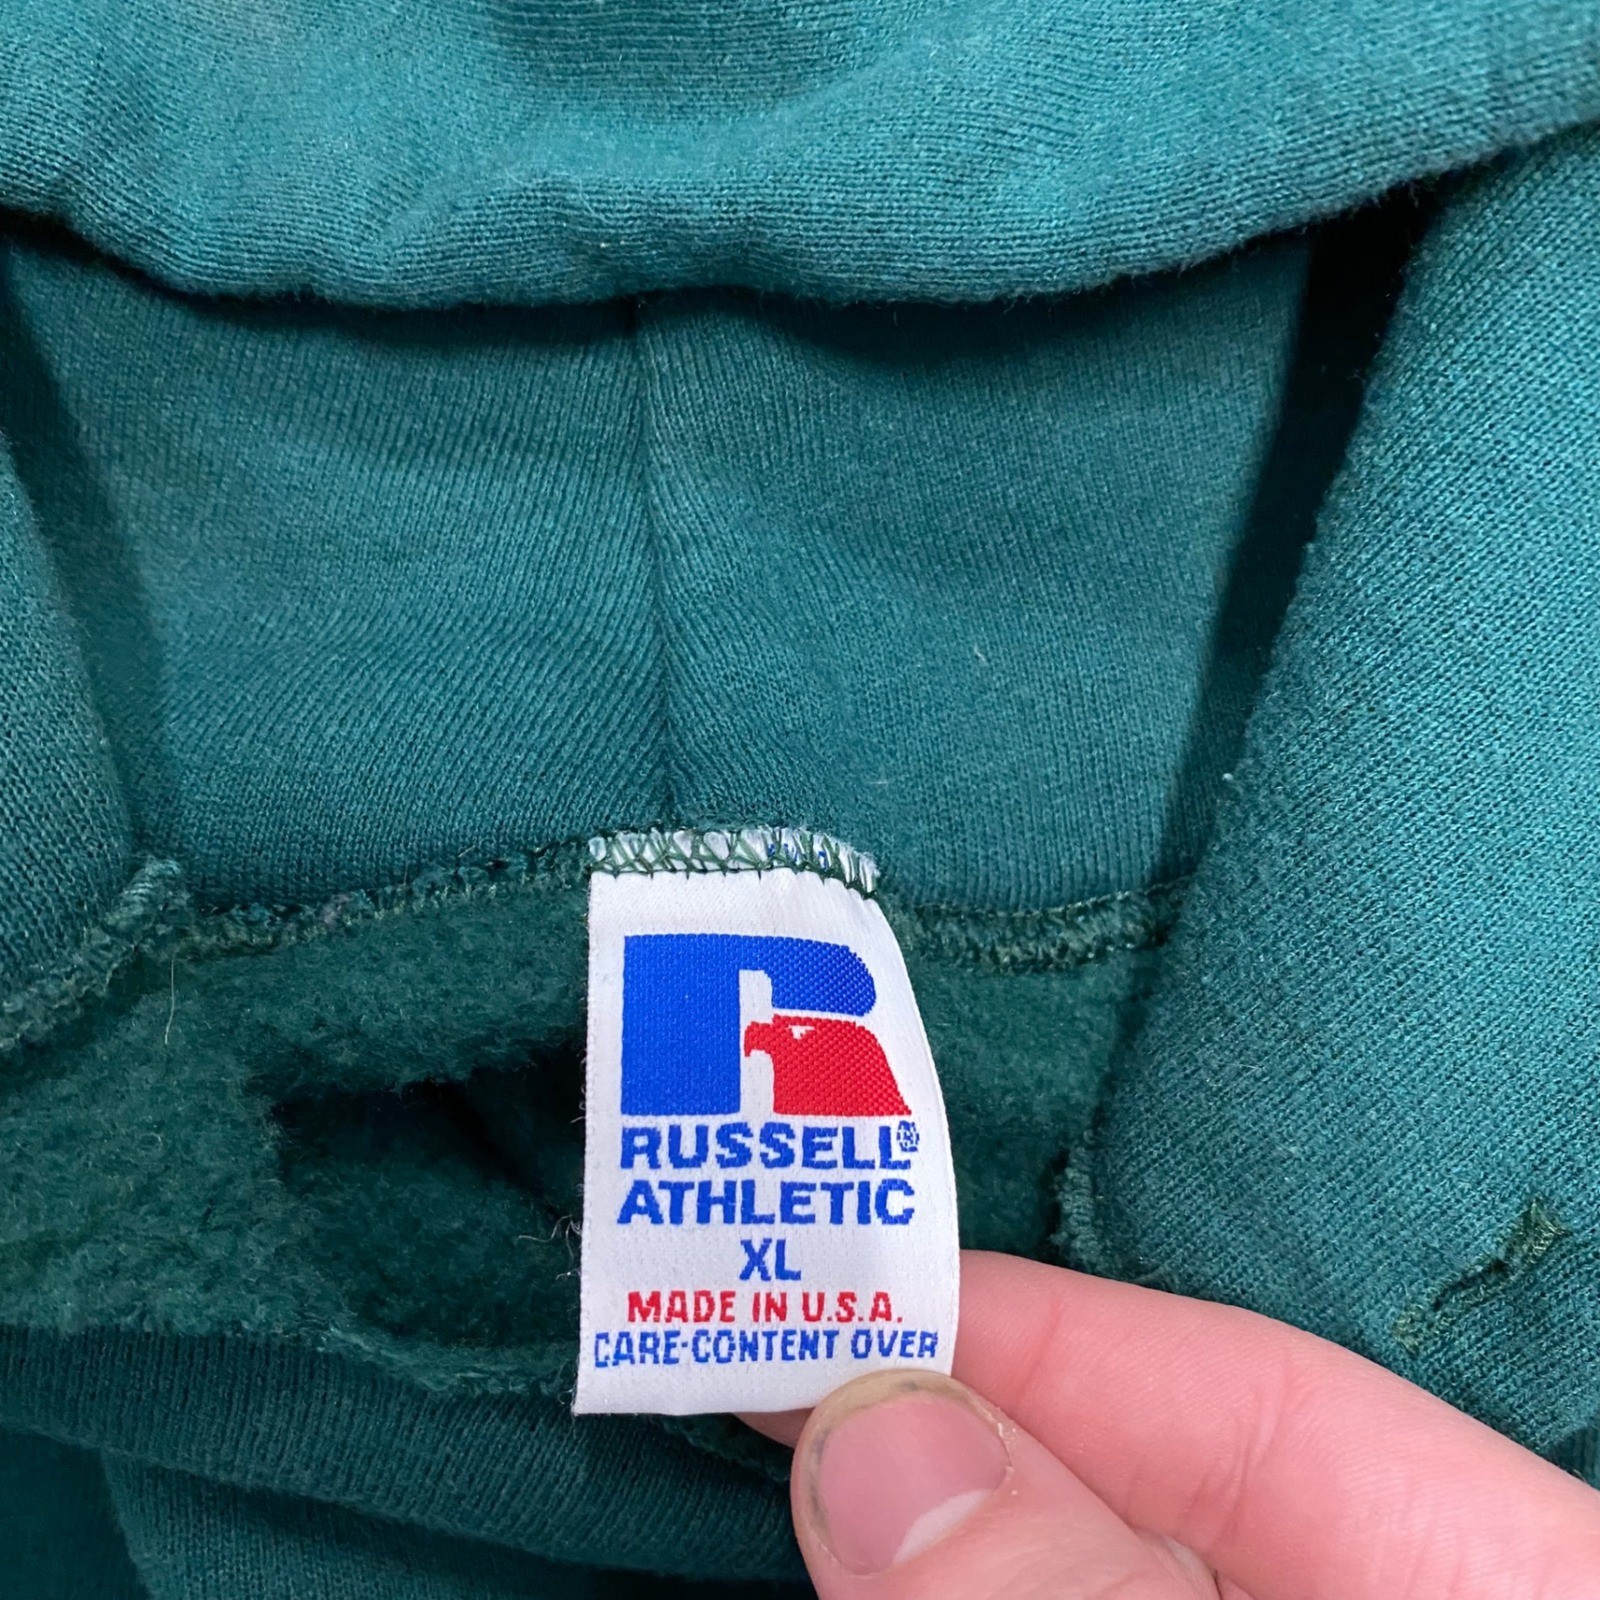 RUSSELL®
ATHLETIC
XL
MADE IN U.S.A.
CARE-CONTENT OVER